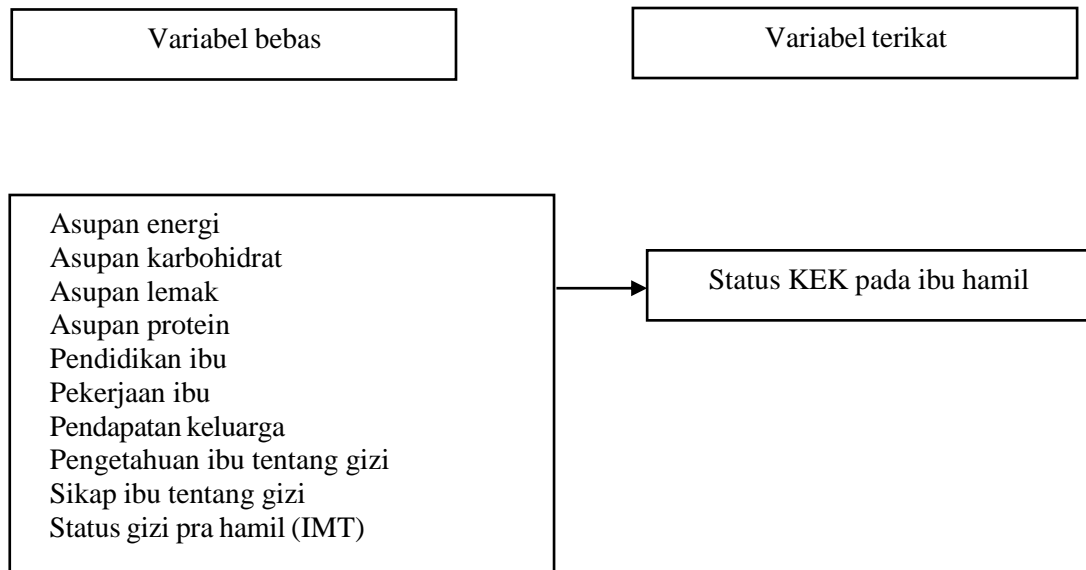 Variabel bebas
Variabel terikat
Asupan energi
Asupan karbohidrat
Asupan lemak
Asupan protein
Pendidikan ibu
Pekerjaan ibu
Pendapatan keluarga
Pengetahuan ibu tentang gizi
Sikap ibu tentang gizi
Status gizi pra hamil (IMT)
Status KEK pada ibu hamil